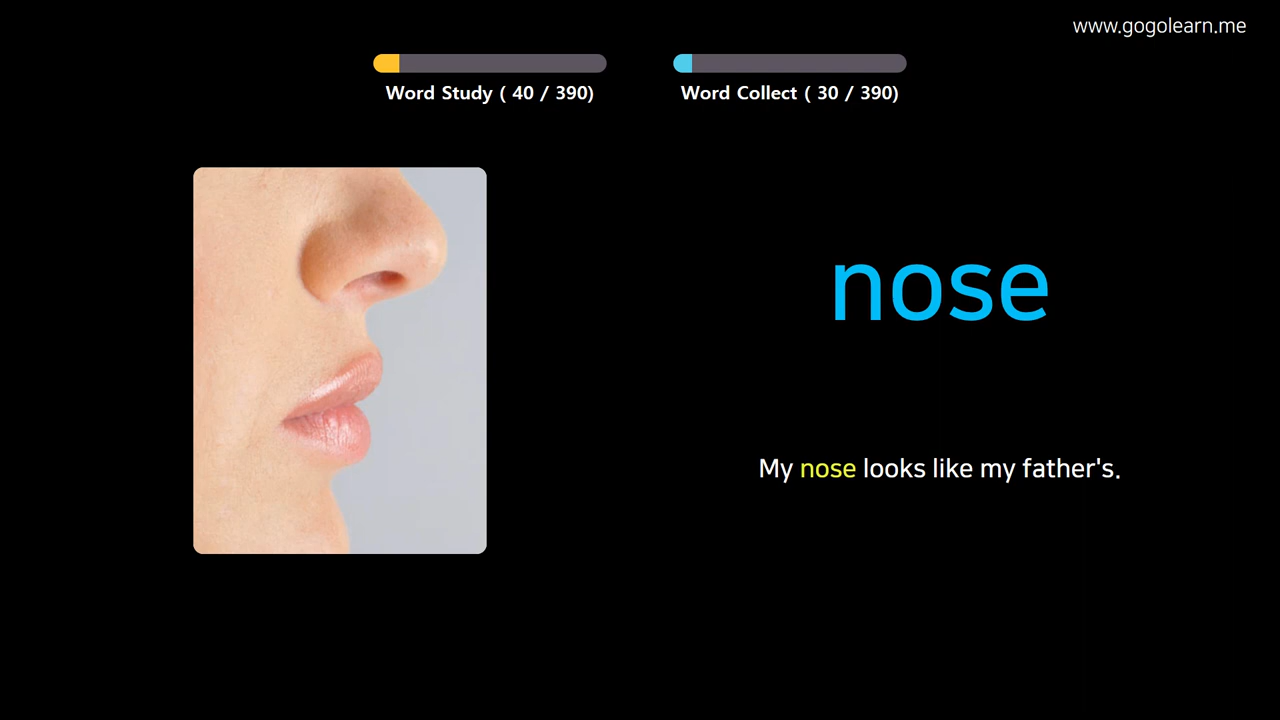 www.gogolearn.me
Word Study ( 40 / 390)
Word Collect ( 30 / 390)
nose
My nose looks like my father's.